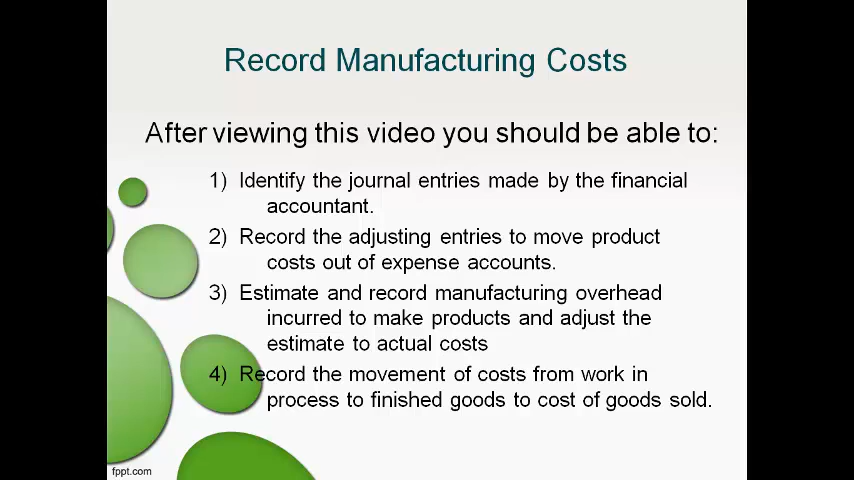 Record Manufacturing Costs
After viewing this video you should be able to:
1) Identify the journal entries made by the financial
accountant.
2) Record the adjusting entries to move product
costs out of expense accounts.
3) Estimate and record manufacturing overhead
incurred to make products and adjust the
estimate to actual costs
4) Record the movement of costs from work in
process to finished goods to cost of goods sold.
fppt.com